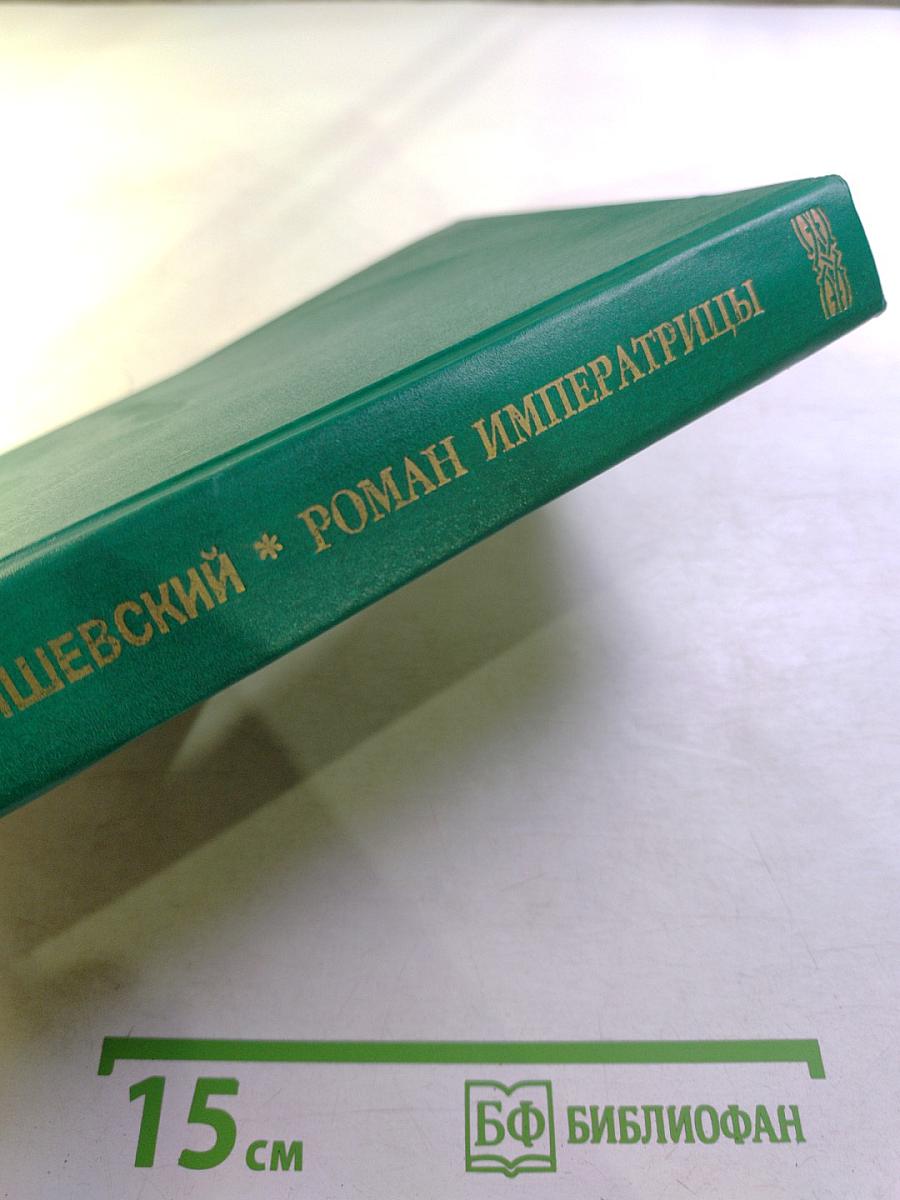 ШЕВСКИЙ * РОМАН ИМПЕРАТРИЦЫ
15 см
БФ БИБЛИОФАН